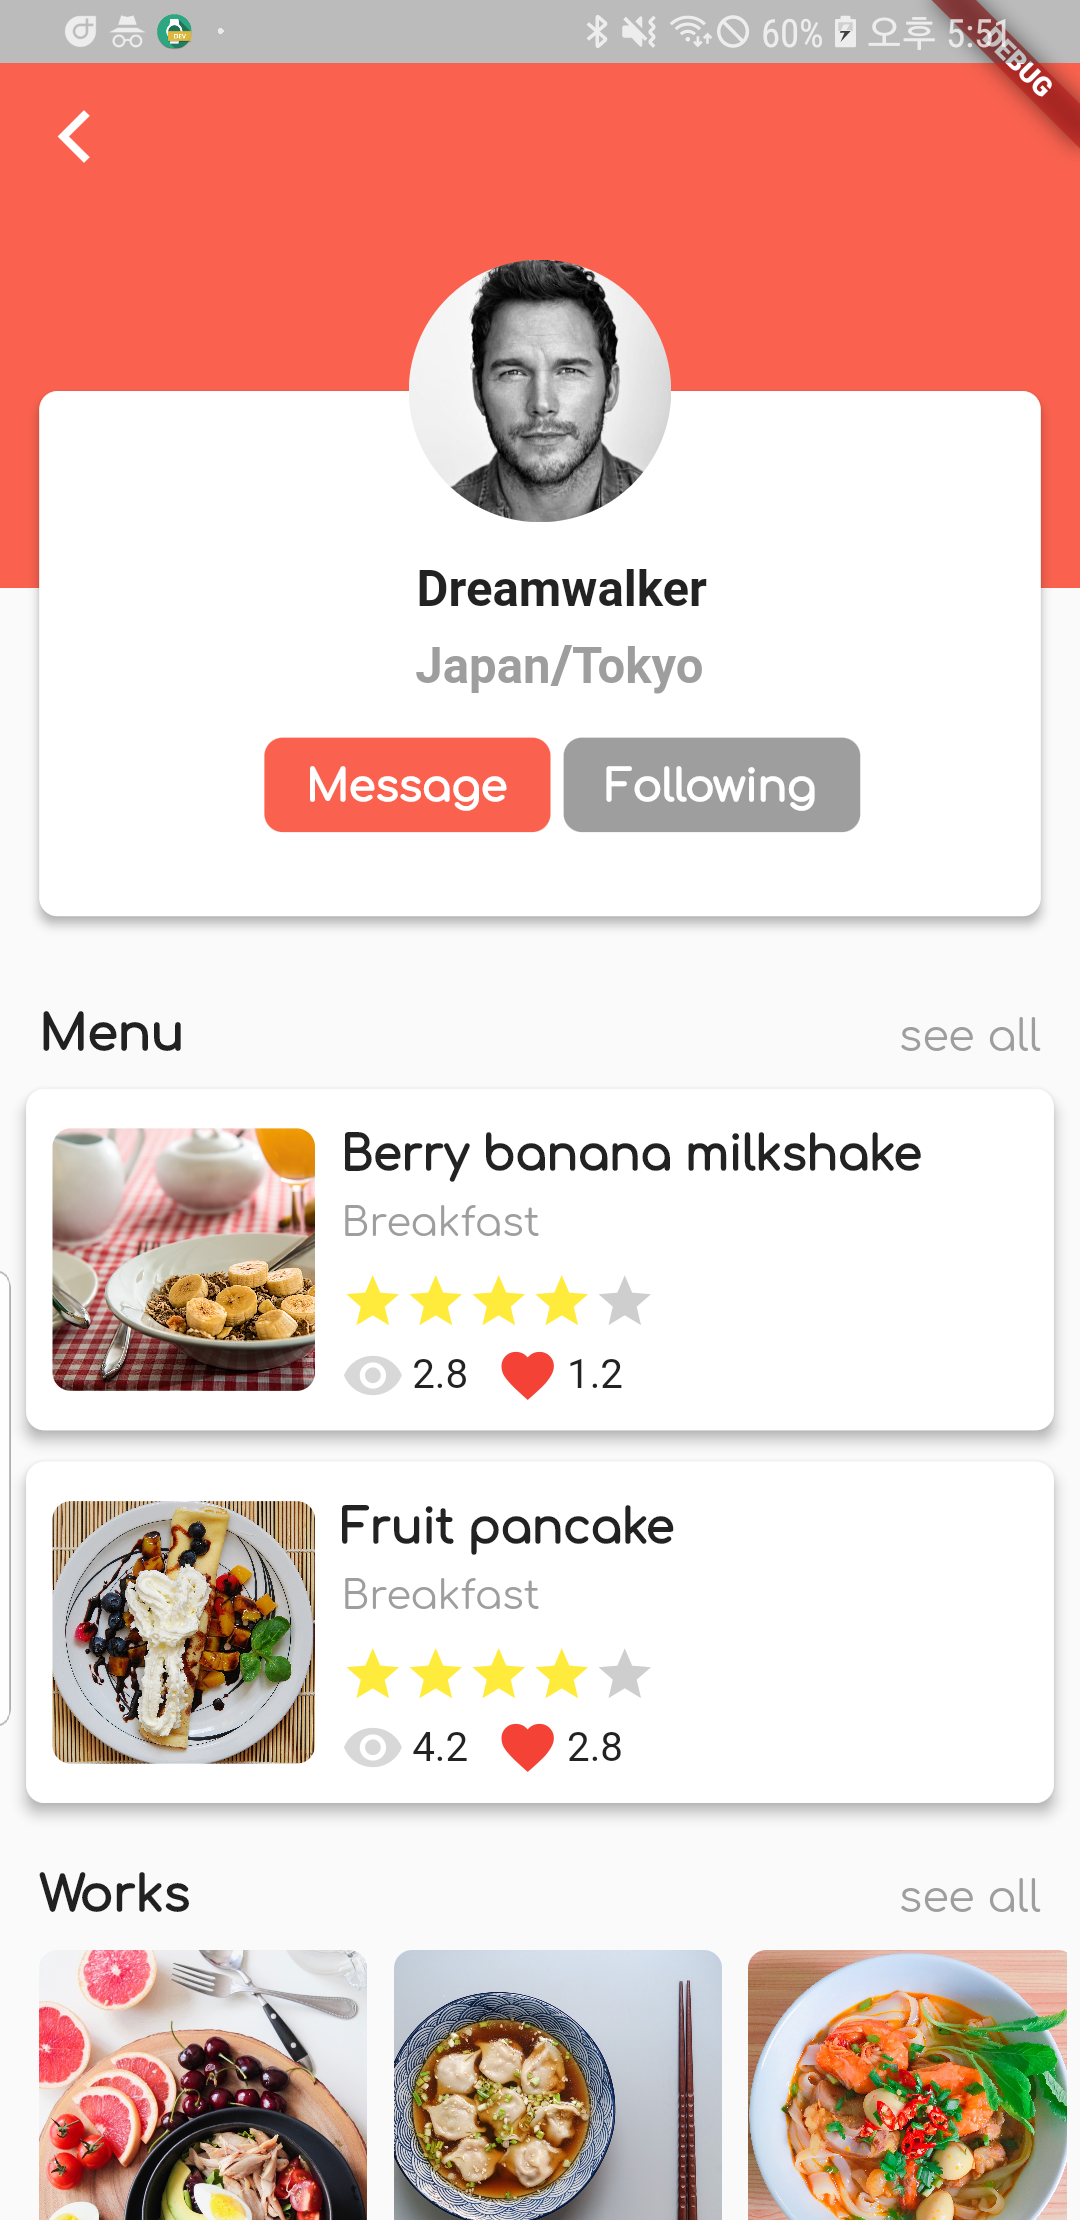 60% 오후 5:51
DEBUG
Dreamwalker
Japan/Tokyo
Message Following
Menu see all
Berry banana milkshake
Breakfast
2.8 1.2
Fruit pancake
Breakfast
4.2 2.8
Works see all